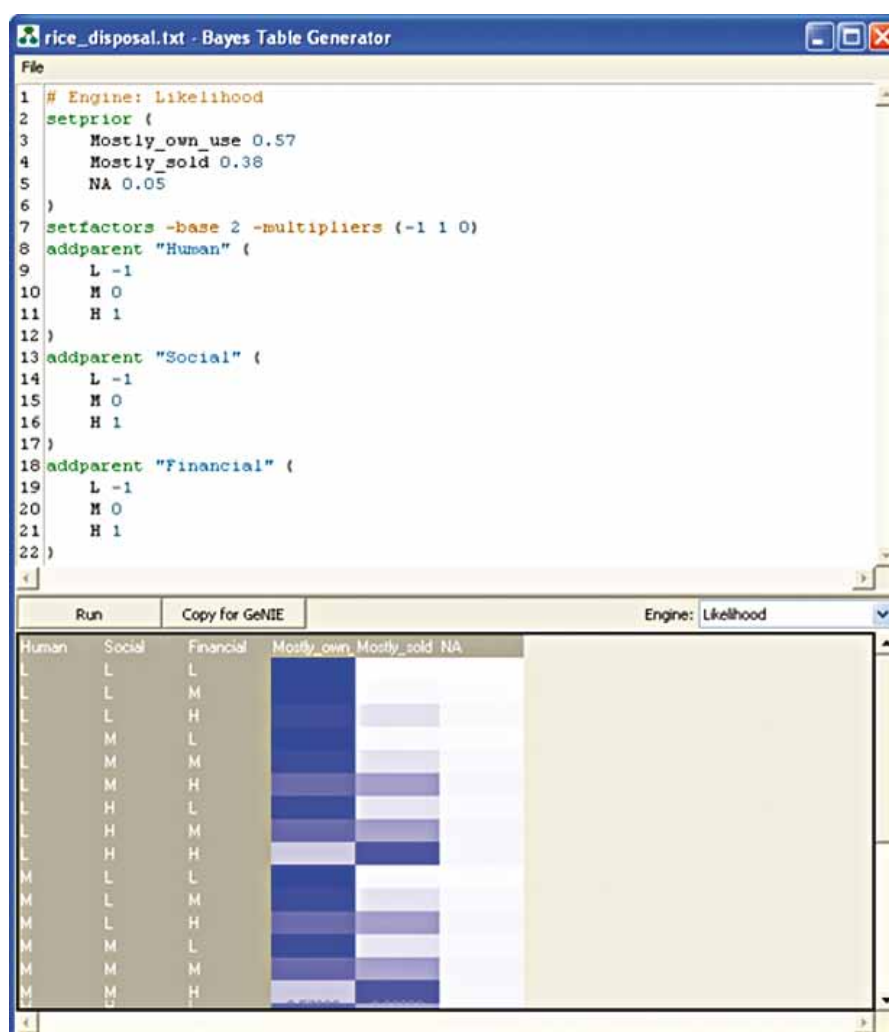 rice_disposal.txt - Bayes Table Generator
File
1 # Engine: Likelihood
2 setprior (
3 Mostly_own_use 0.57
4 Mostly_sold 0.38
5 NA 0.05
6 )
7 setfactors -base 2 -multipliers (-1 1 0)
8 addparent "Human" (
9 L -1
10 M 0
11 H 1
12 )
13 addparent "Social" (
14 L -1
15 M 0
16 H 1
17 )
18 addparent "Financial" (
19 L -1
20 M 0
21 H 1
22 )
Run Copy for GeNIE Engine: Likelihood
Human Social Financial Mostly_own_ Mostly_sold NA
L L L
L L M
L L H
L M L
L M M
L M H
L H L
L H M
L H H
M L L
M L M
M L H
M M L
M M M
M M H